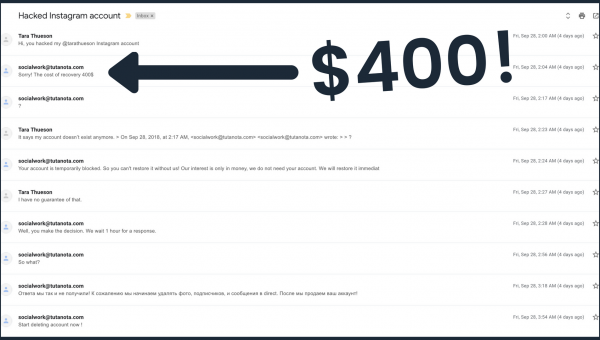 Hacked Instagram account Inbox x
Tara Thueson Fri, Sep 28, 2:00 AM (4 days ago)
Hi, you hacked my @tarathueson Instagram account
$400!
socialwork@tutanota.com Fri, Sep 28, 2:04 AM (4 days ago)
Sorry! The cost of recovery 400$
socialwork@tutanota.com Fri, Sep 28, 2:17 AM (4 days ago)
?
Tara Thueson Fri, Sep 28, 2:23 AM (4 days ago)
It says my account doesn't exist anymore. > On Sep 28, 2018, at 2:17 AM, <socialwork@tutanota.com> <socialwork@tutanota.com> wrote: > > ?
socialwork@tutanota.com Fri, Sep 28, 2:24 AM (4 days ago)
Your account is temporarily blocked. So you can't restore it without us! Our interest is only in money, we do not need your account. We will restore it immediat
Tara Thueson Fri, Sep 28, 2:27 AM (4 days ago)
I have no guarantee of that.
socialwork@tutanota.com Fri, Sep 28, 2:28 AM (4 days ago)
Well, you make the decision. We wait 1 hour for a response.
socialwork@tutanota.com Fri, Sep 28, 2:56 AM (4 days ago)
So what?
socialwork@tutanota.com Fri, Sep 28, 3:18 AM (4 days ago)
Ответа мы так и не получили! К сожалению мы начинаем удалять фото, подписчиков, и сообщения в direct. После мы продаем ваш аккаунт!
socialwork@tutanota.com Fri, Sep 28, 3:54 AM (4 days ago)
Start deleting account now !